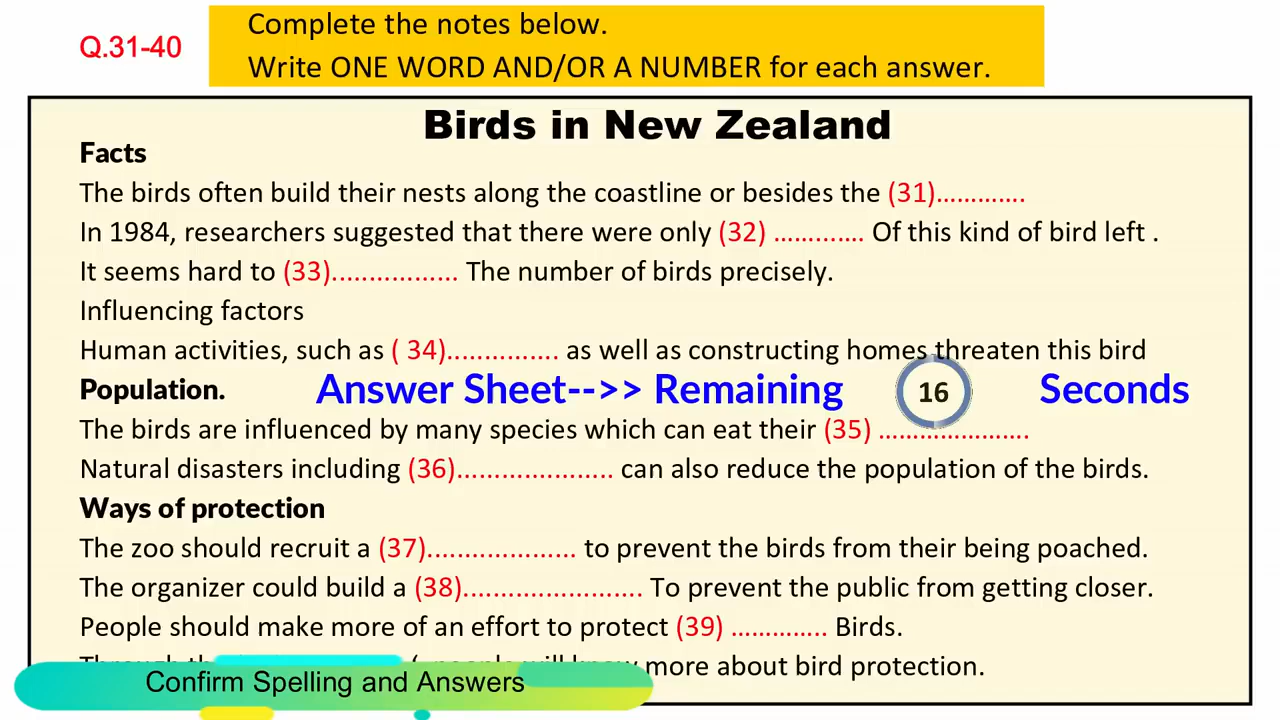 Q.31-40
Complete the notes below.
Write ONE WORD AND/OR A NUMBER for each answer.
Birds in New Zealand
Facts
The birds often build their nests along the coastline or besides the (31)………….
In 1984, researchers suggested that there were only (32) …………. Of this kind of bird left .
It seems hard to (33)................. The number of birds precisely.
Influencing factors
Human activities, such as ( 34)............... as well as constructing homes threaten this bird
Population.
Answer Sheet-->> Remaining 16 Seconds
The birds are influenced by many species which can eat their (35) ………………….
Natural disasters including (36)..................... can also reduce the population of the birds.
Ways of protection
The zoo should recruit a (37).................... to prevent the birds from their being poached.
The organizer could build a (38)........................ To prevent the public from getting closer.
People should make more of an effort to protect (39) ………….. Birds.
Through the people will know more about bird protection.
Confirm Spelling and Answers